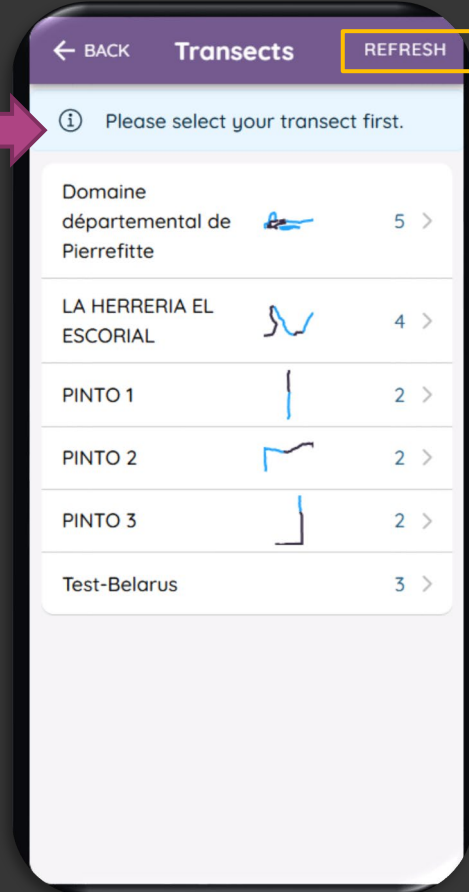 ← BACK Transects REFRESH
Please select your transect first.
Domaine
départemental de
Pierrefitte
5
LA HERRERIA EL
ESCORIAL
4
PINTO 1 2
PINTO 2 2
PINTO 3 2
Test-Belarus 3